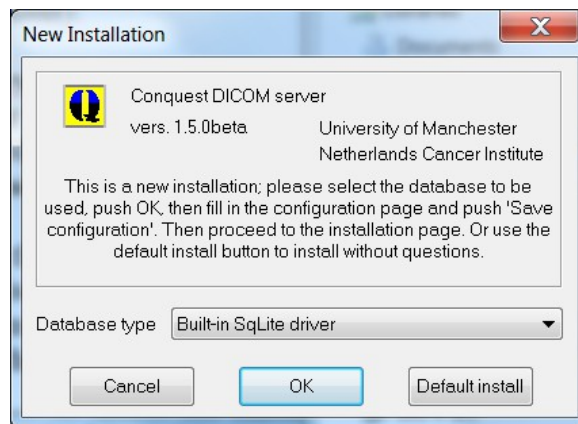 New Installation
Conquest DICOM server
vers. 1.5.0beta
University of Manchester
Netherlands Cancer Institute
This is a new installation; please select the database to be
used, push OK, then fill in the configuration page and push 'Save
configuration'. Then proceed to the installation page. Or use the
default install button to install without questions.
Database type
Built-in SqLite driver
Cancel
OK
Default install